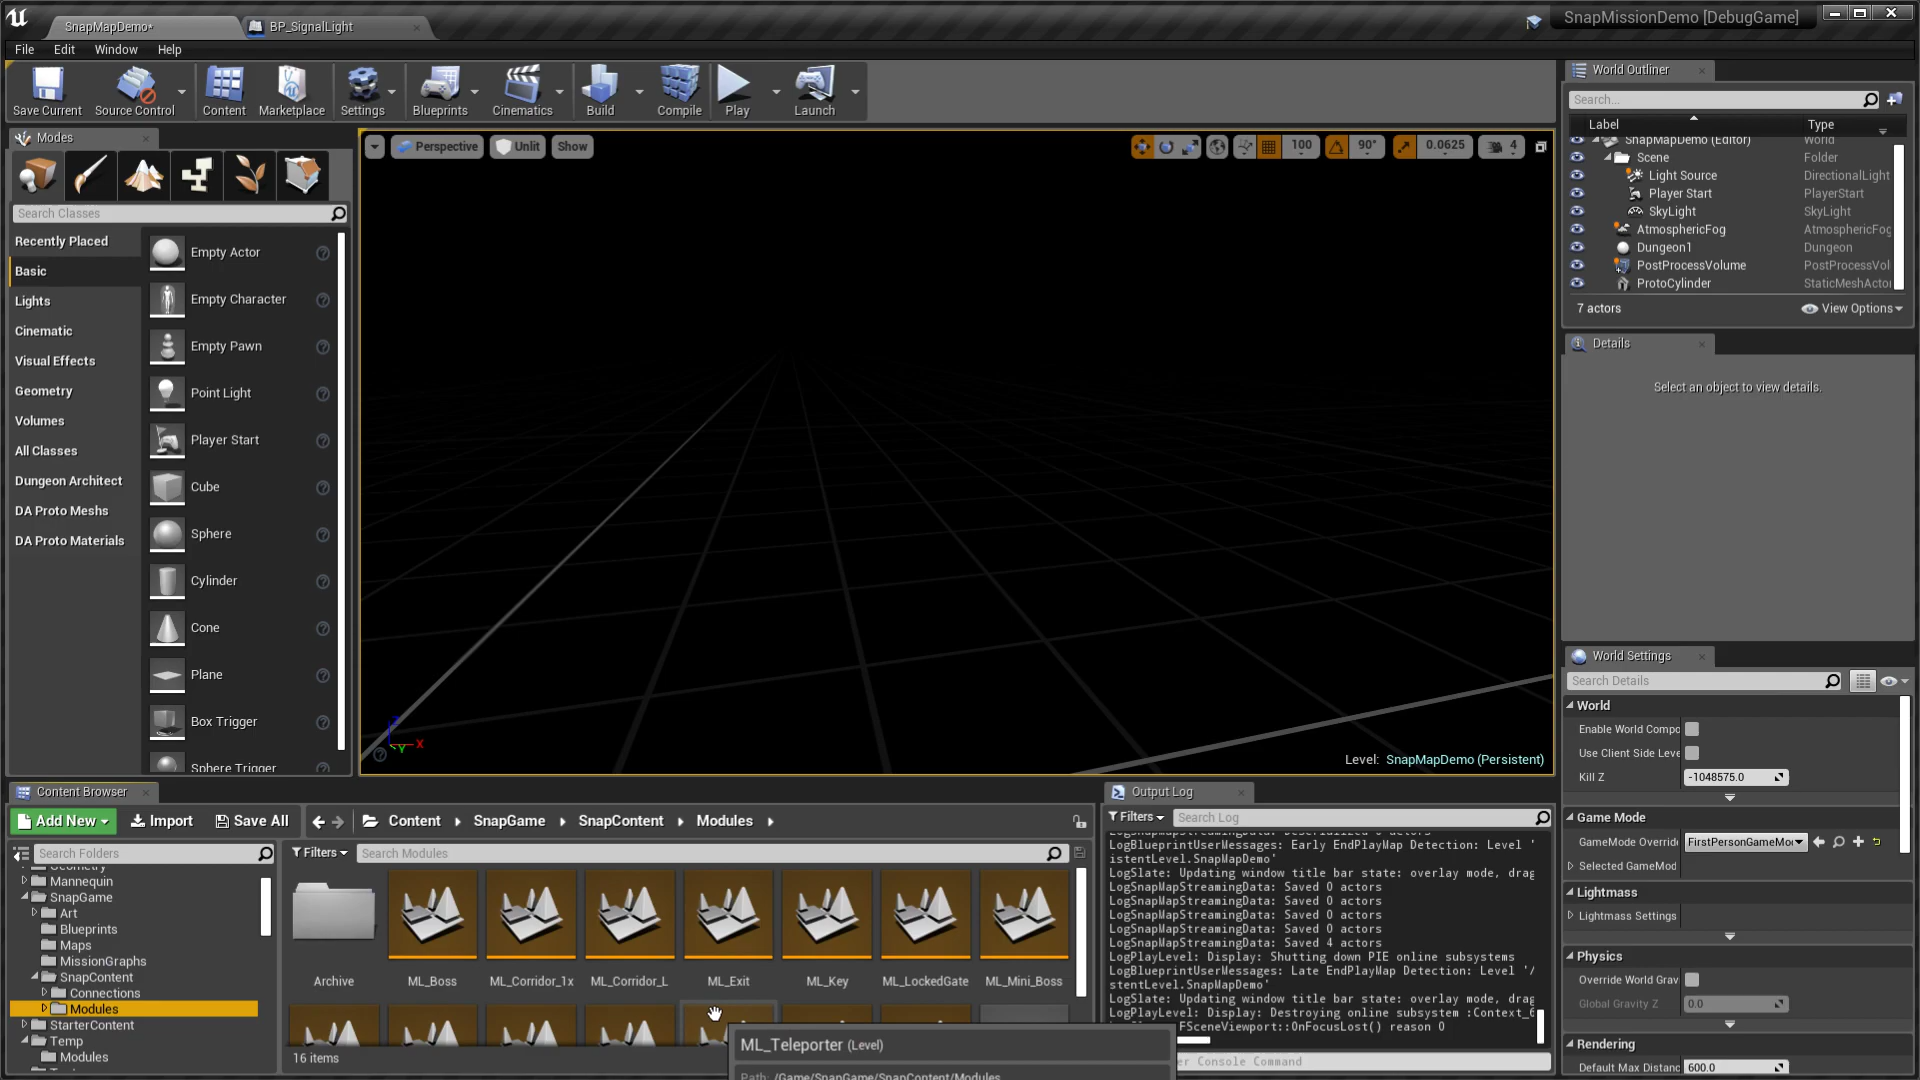 SnapMapDemo*
BP_SignalLight
SnapMissionDemo [DebugGame]
File Edit Window Help
Save Current
Source Control
Content
Marketplace
Settings
Blueprints
Cinematics
Build
Compile
Play
Launch
Modes
Search Classes
Recently Placed
Basic
Lights
Cinematic
Visual Effects
Geometry
Volumes
All Classes
Dungeon Architect
DA Proto Meshs
DA Proto Materials
Empty Actor
Empty Character
Empty Pawn
Point Light
Player Start
Cube
Sphere
Cylinder
Cone
Plane
Box Trigger
Sphere Trigger
Perspective Unlit Show
100 90° 0.0625 4
X
Y
Level: SnapMapDemo (Persistent)
World Outliner
Search...
Label Type
SnapMapDemo (Editor) World
Scene Folder
Light Source DirectionalLight
Player Start PlayerStart
SkyLight SkyLight
AtmosphericFog AtmosphericFog
Dungeon1 Dungeon
PostProcessVolume PostProcessVol
ProtoCylinder StaticMeshActo
7 actors View Options
Details
Select an object to view details.
World Settings
Search Details
World
Enable World Compo
Use Client Side Leve
Kill Z -1048575.0
Game Mode
GameMode Override FirstPersonGameMo
Selected GameMod
Lightmass
Lightmass Settings
Physics
Override World Grav
Global Gravity Z 0.0
Rendering
Default Max Distanc 600.0
Content Browser
Add New Import Save All
Content SnapGame SnapContent Modules
Search Folders
Geometry
Mannequin
SnapGame
Art
Blueprints
Maps
MissionGraphs
SnapContent
Connections
Modules
StarterContent
Temp
Modules
Filters Search Modules
Archive
ML_Boss
ML_Corridor_1x
ML_Corridor_L
ML_Exit
ML_Key
ML_LockedGate
ML_Mini_Boss
16 items
ML_Teleporter (Level)
Path: /Game/SnapGame/SnapContent/Modules
Output Log
Filters Search Log
LogBlueprintUserMessages: Early EndPlayMap Detection: Level '
istentLevel.SnapMapDemo'
LogSlate: Updating window title bar state: overlay mode, drag
LogSnapMapStreamingData: Saved 0 actors
LogSnapMapStreamingData: Saved 0 actors
LogSnapMapStreamingData: Saved 0 actors
LogSnapMapStreamingData: Saved 0 actors
LogSnapMapStreamingData: Saved 4 actors
LogPlayLevel: Display: Shutting down PIE online subsystems
LogBlueprintUserMessages: Late EndPlayMap Detection: Level '/
stentLevel.SnapMapDemo'
LogSlate: Updating window title bar state: overlay mode, drag
LogPlayLevel: Display: Destroying online subsystem :Context_6
FSceneViewport::OnFocusLost() reason 0
er Console Command